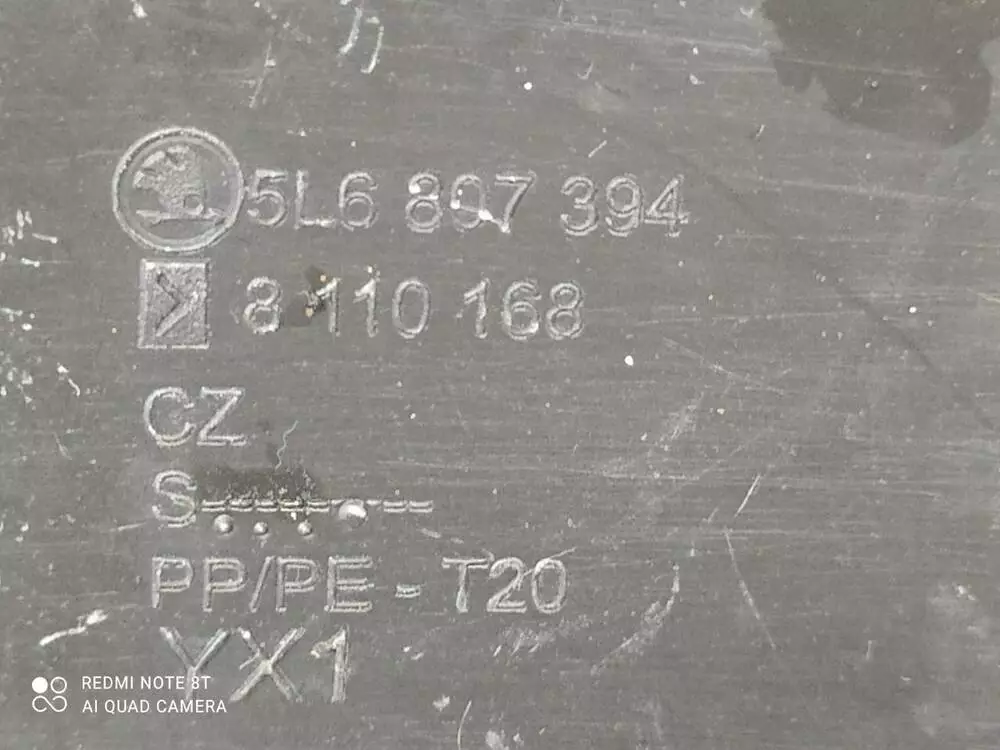 5L6 807 394
8 110 168
CZ
S--------
PP/PE - T20
YX1
REDMI NOTE 8T
AI QUAD CAMERA